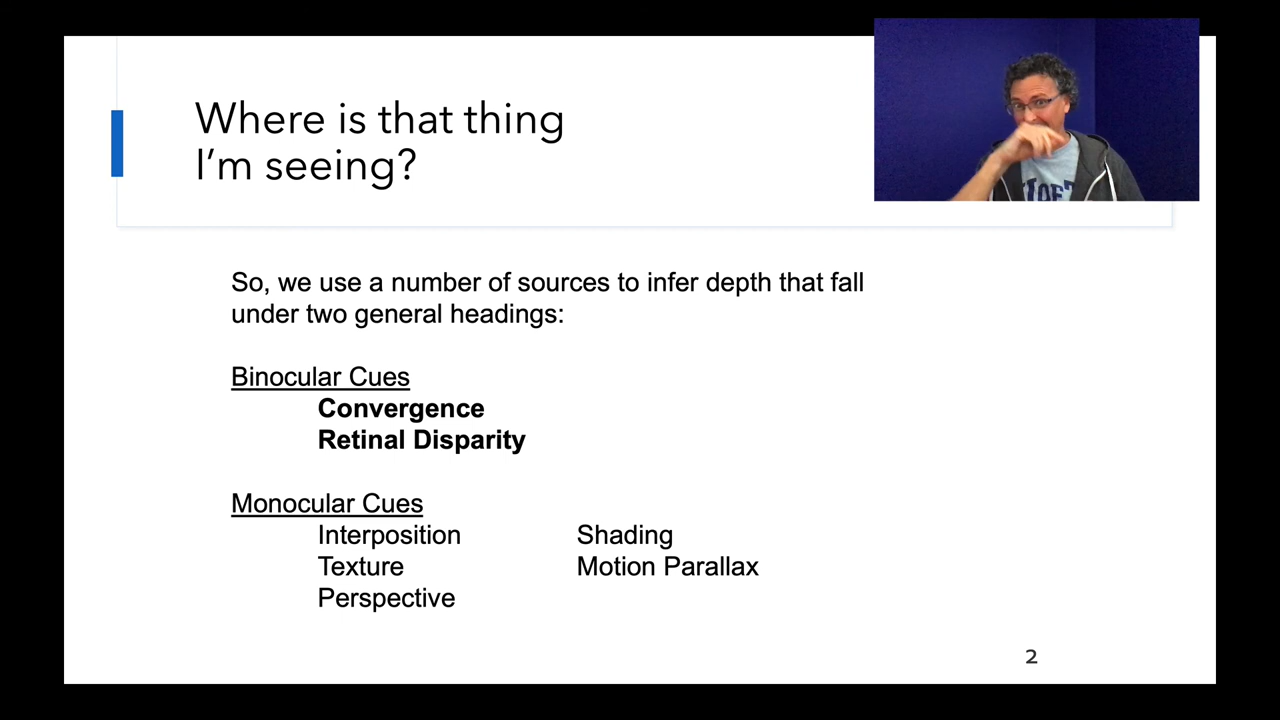 Where is that thing
I'm seeing?
So, we use a number of sources to infer depth that fall
under two general headings:
Binocular Cues
Convergence
Retinal Disparity
Monocular Cues
Interposition Shading
Texture Motion Parallax
Perspective
2